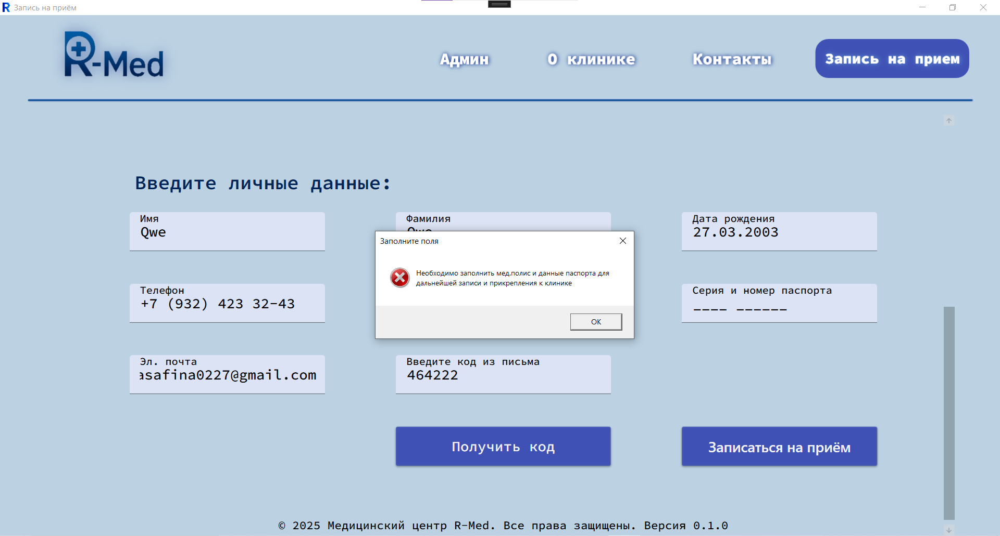 Запись на приём
R-Med
Админ
О клинике
Контакты
Запись на прием
Введите личные данные:
Имя
Qwe
Фамилия
Дата рождения
27.03.2003
Заполните поля
Необходимо заполнить мед.полис и данные паспорта для
дальнейшей записи и прикрепления к клинике
OK
Телефон
+7 (932) 423 32-43
Серия и номер паспорта
____ ______
Эл. почта
asafina0227@gmail.com
Введите код из письма
464222
Получить код
Записаться на приём
© 2025 Медицинский центр R-Med. Все права защищены. Версия 0.1.0